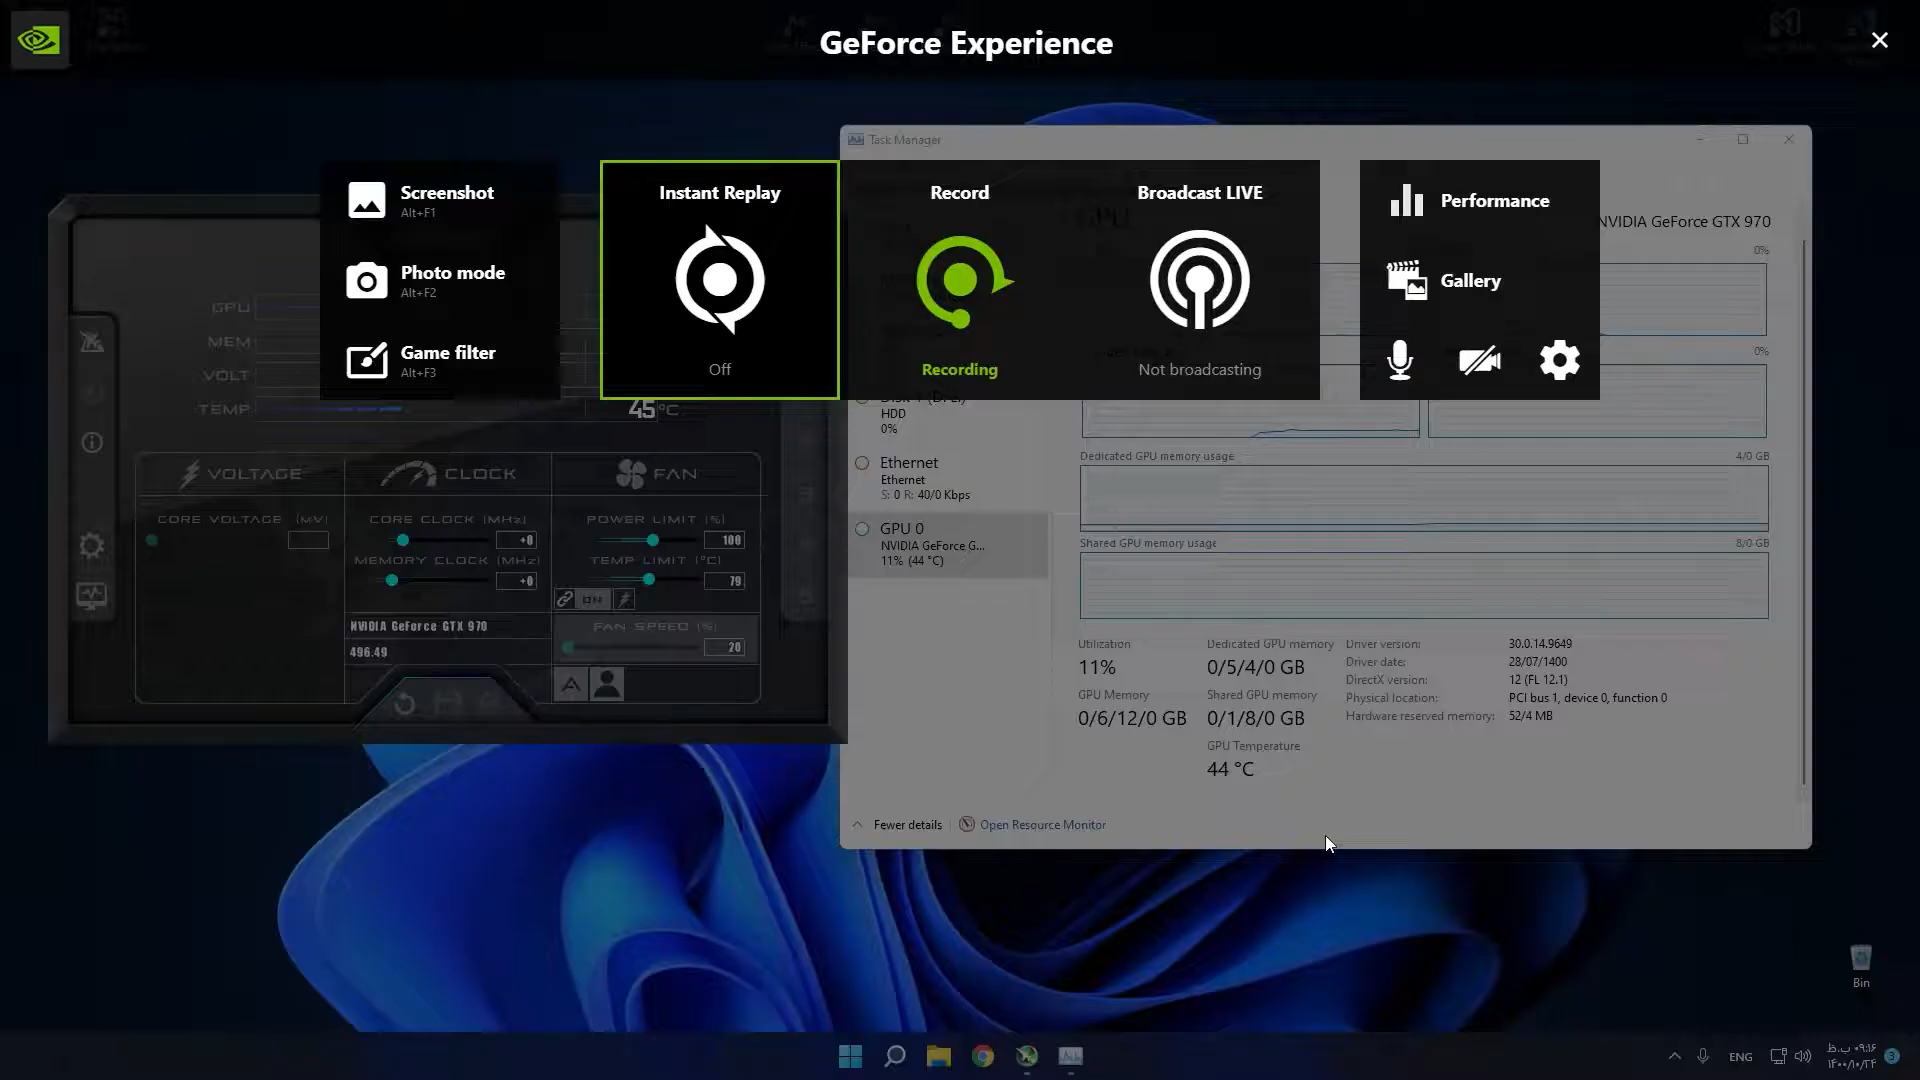 GeForce Experience
Task Manager
Screenshot
Alt+F1
Photo mode
Alt+F2
Game filter
Alt+F3
Instant Replay
Off
Record
Recording
Broadcast LIVE
Not broadcasting
Performance
Gallery
NVIDIA GeForce GTX 970
0%
0%
GPU
MEM
VOLT
TEMP
45°C
VOLTAGE
CLOCK
FAN
CORE VOLTAGE (MV)
CORE CLOCK (MHz)
+0
MEMORY CLOCK (MHz)
+0
POWER LIMIT (%)
100
TEMP LIMIT (°C)
79
ON
FAN SPEED (%)
20
NVIDIA GeForce GTX 970
496.49
HDD
0%
Ethernet
Ethernet
S: 0 R: 40/0 Kbps
GPU 0
NVIDIA GeForce G...
11% (44 °C)
Dedicated GPU memory usage
4/0 GB
Shared GPU memory usage
8/0 GB
Utilization
11%
Dedicated GPU memory
0/5/4/0 GB
GPU Memory
0/6/12/0 GB
Shared GPU memory
0/1/8/0 GB
GPU Temperature
44 °C
Driver version:
30.0.14.9649
Driver date:
28/07/1400
DirectX version:
12 (FL 12.1)
Physical location:
PCI bus 1, device 0, function 0
Hardware reserved memory:
52/4 MB
Fewer details
Open Resource Monitor
Bin
ENG
۰۹:۱۶ ب.ظ
۱۴۰۰/۱۰/۲۴
3